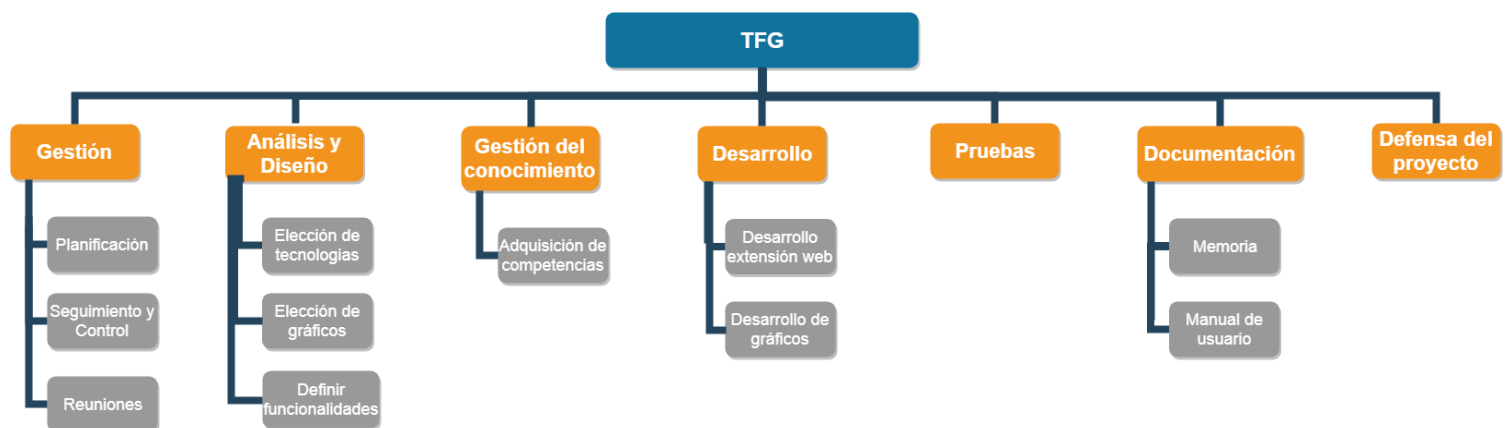 TFG
Gestión
Análisis y
Diseño
Gestión del
conocimiento
Desarrollo
Pruebas
Documentación
Defensa del
proyecto
Planificación
Seguimiento y
Control
Reuniones
Elección de
tecnologias
Elección de
gráficos
Definir
funcionalidades
Adquisición de
competencias
Desarrollo
extensión web
Desarrollo de
gráficos
Memoria
Manual de
usuario